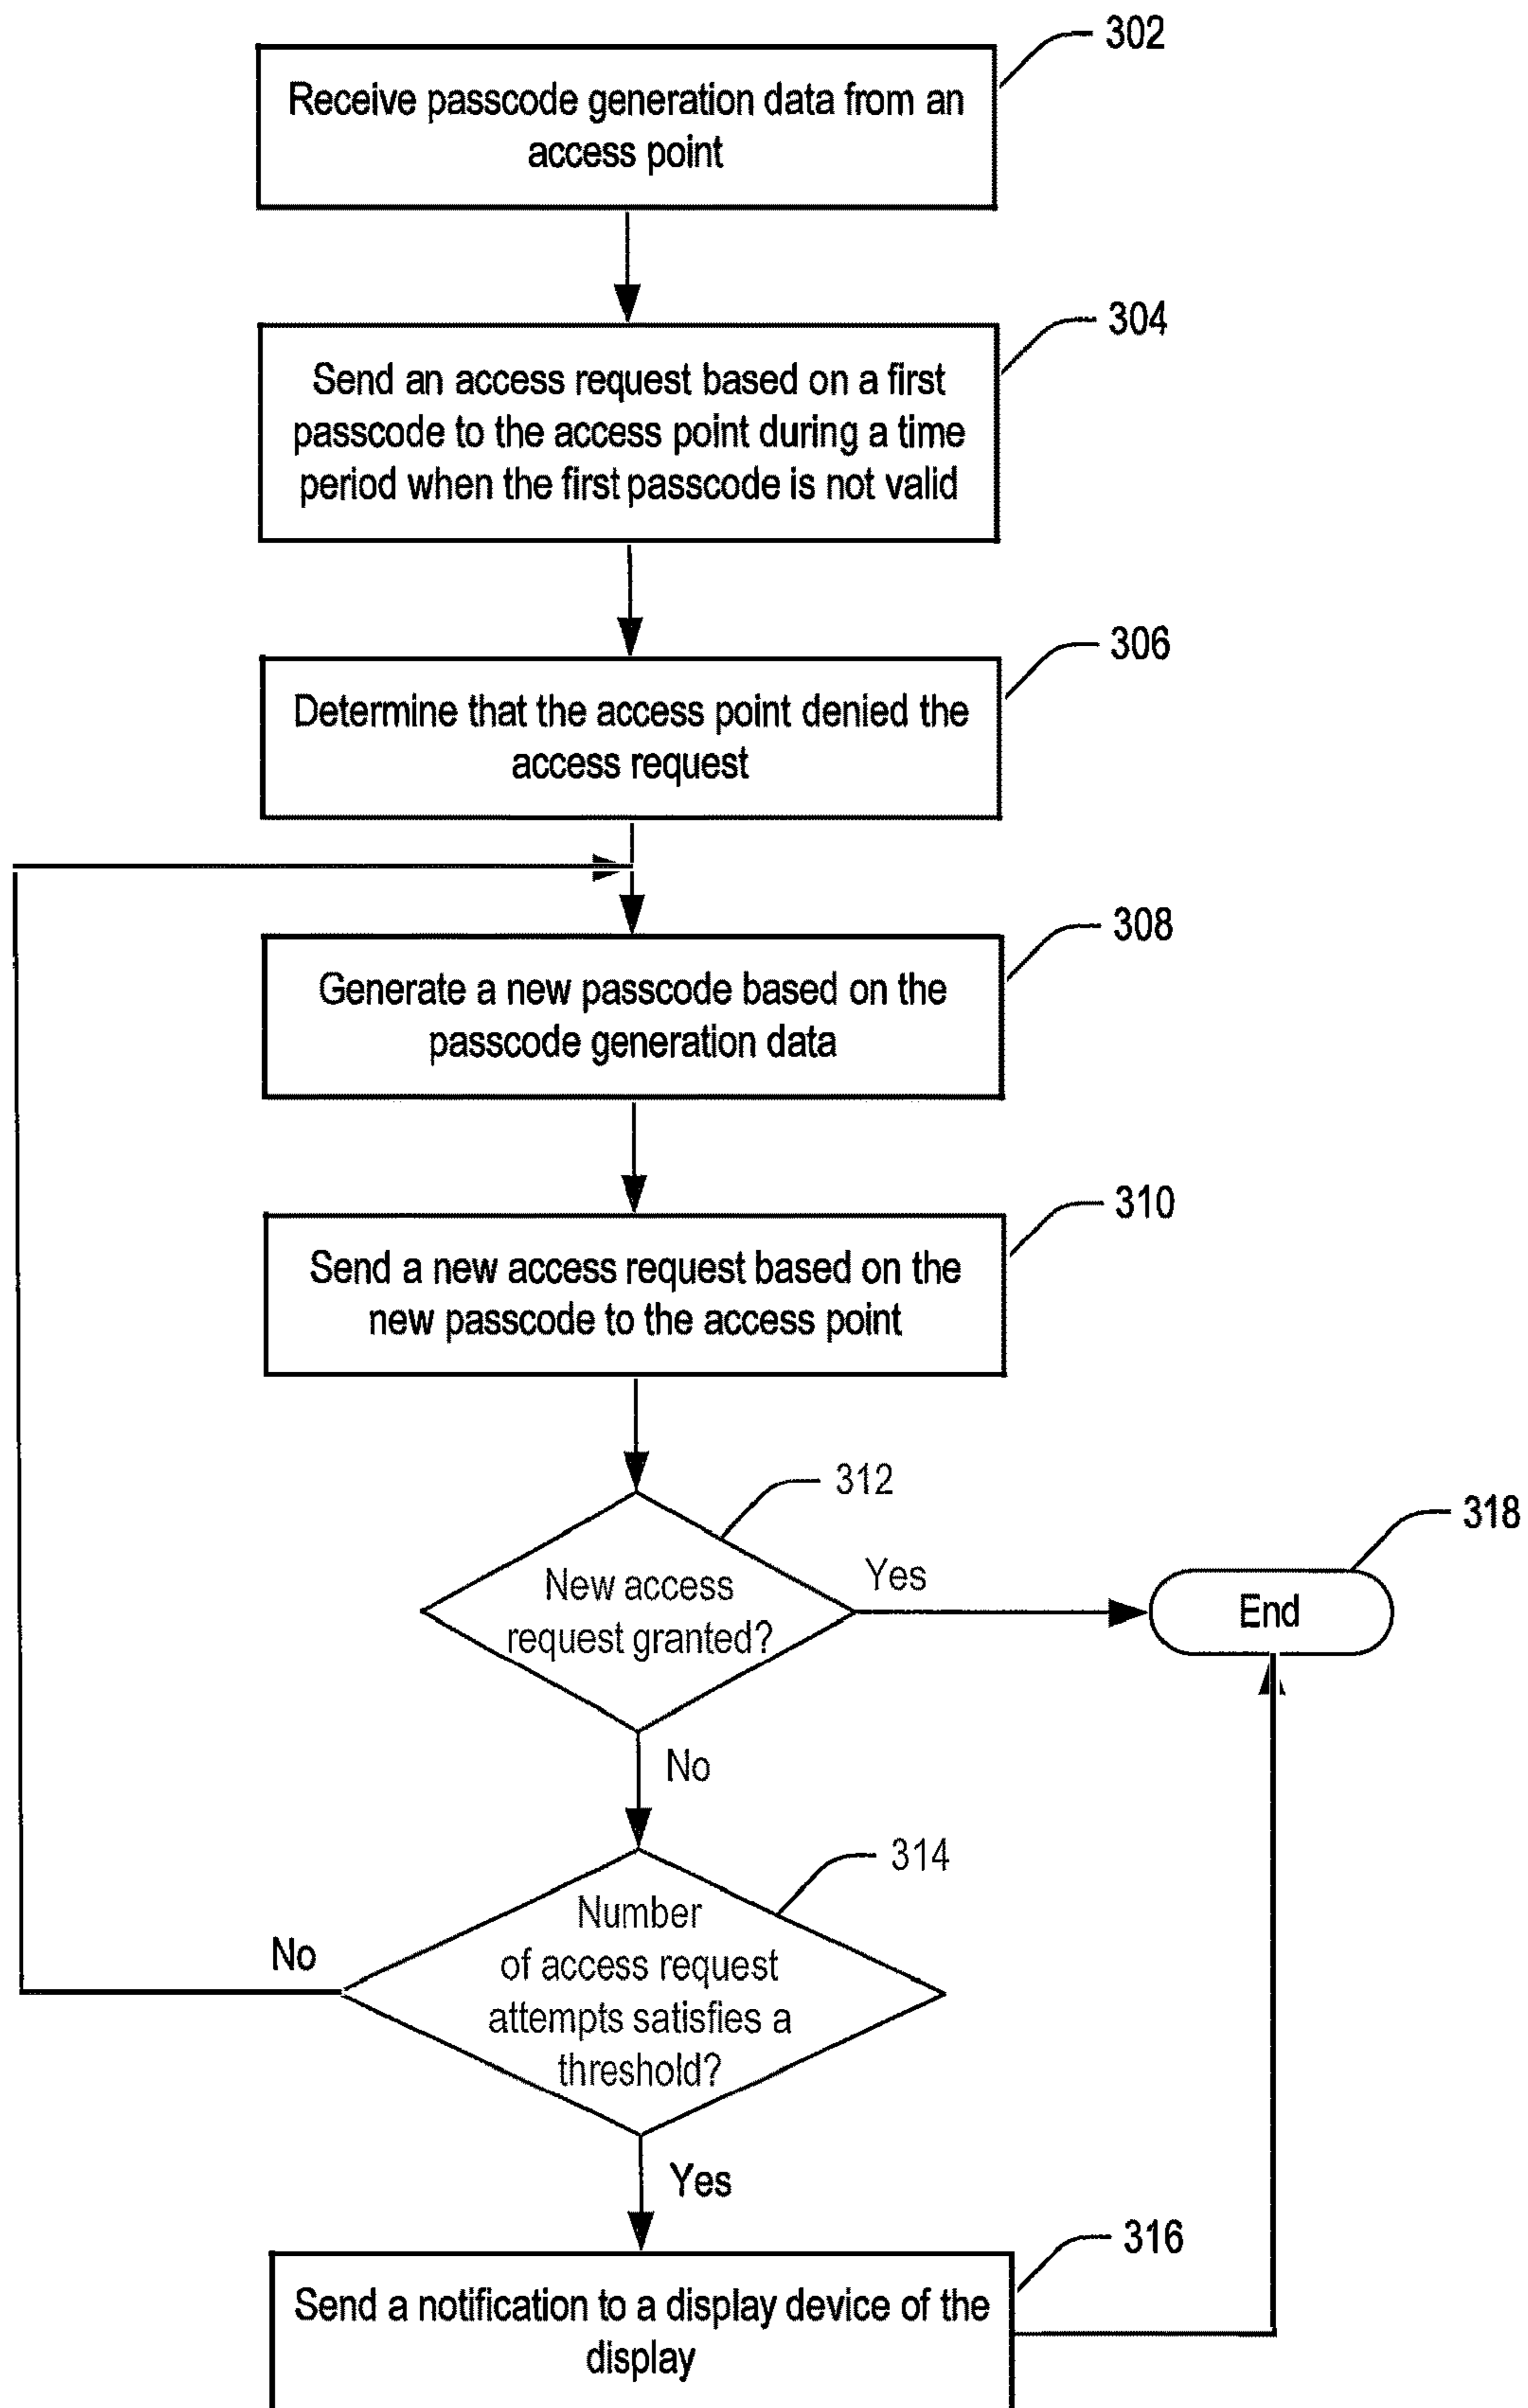 302
Receive passcode generation data from an
access point
304
Send an access request based on a first
passcode to the access point during a time
period when the first passcode is not valid
306
Determine that the access point denied the
access request
308
Generate a new passcode based on the
passcode generation data
310
Send a new access request based on the
new passcode to the access point
312
New access
request granted?
Yes
318
End
No
314
Number
of access request
attempts satisfies a
threshold?
No
Yes
316
Send a notification to a display device of the
display